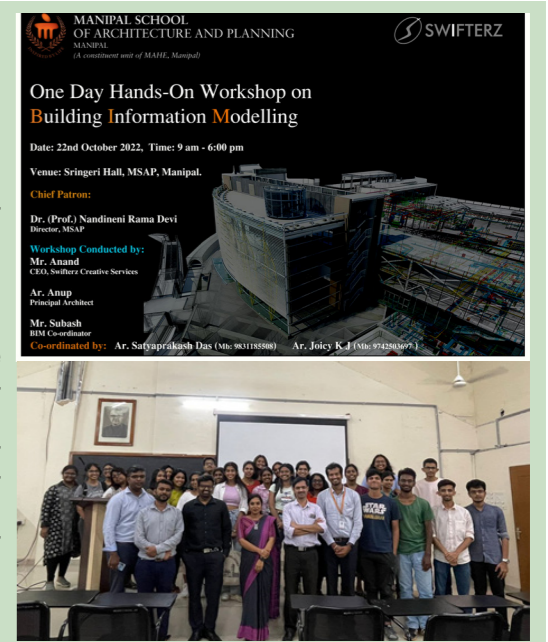 MANIPAL SCHOOL
OF ARCHITECTURE AND PLANNING
MANIPAL
(A constituent unit of MAHE, Manipal)
SWIFTERZ
One Day Hands-On Workshop on
Building Information Modelling
Date: 22nd October 2022, Time: 9 am - 6:00 pm
Venue: Sringeri Hall, MSAP, Manipal.
Chief Patron:
Dr. (Prof.) Nandineni Rama Devi
Director, MSAP
Workshop Conducted by:
Mr. Anand
CEO, Swifterz Creative Services
Ar. Anup
Principal Architect
Mr. Subash
BIM Co-ordinator
Co-ordinated by: Ar. Satyaprakash Das (Mb: 9831185508) Ar. Joicy K J (Mb: 9742503697 )
STAR
WARS